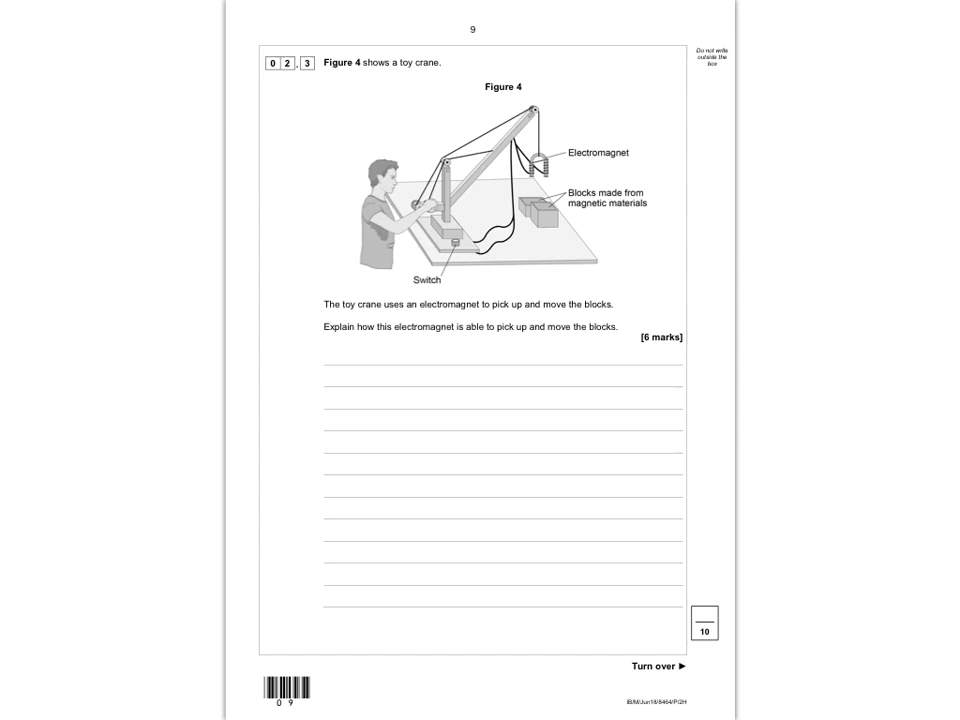 9
Do not write
outside the
box
0 2 . 3 Figure 4 shows a toy crane.
Figure 4
Electromagnet
Blocks made from
magnetic materials
Switch
The toy crane uses an electromagnet to pick up and move the blocks.
Explain how this electromagnet is able to pick up and move the blocks.
[6 marks]
10
Turn over ►
0 9
IB/M/Jun18/8464/P/2H